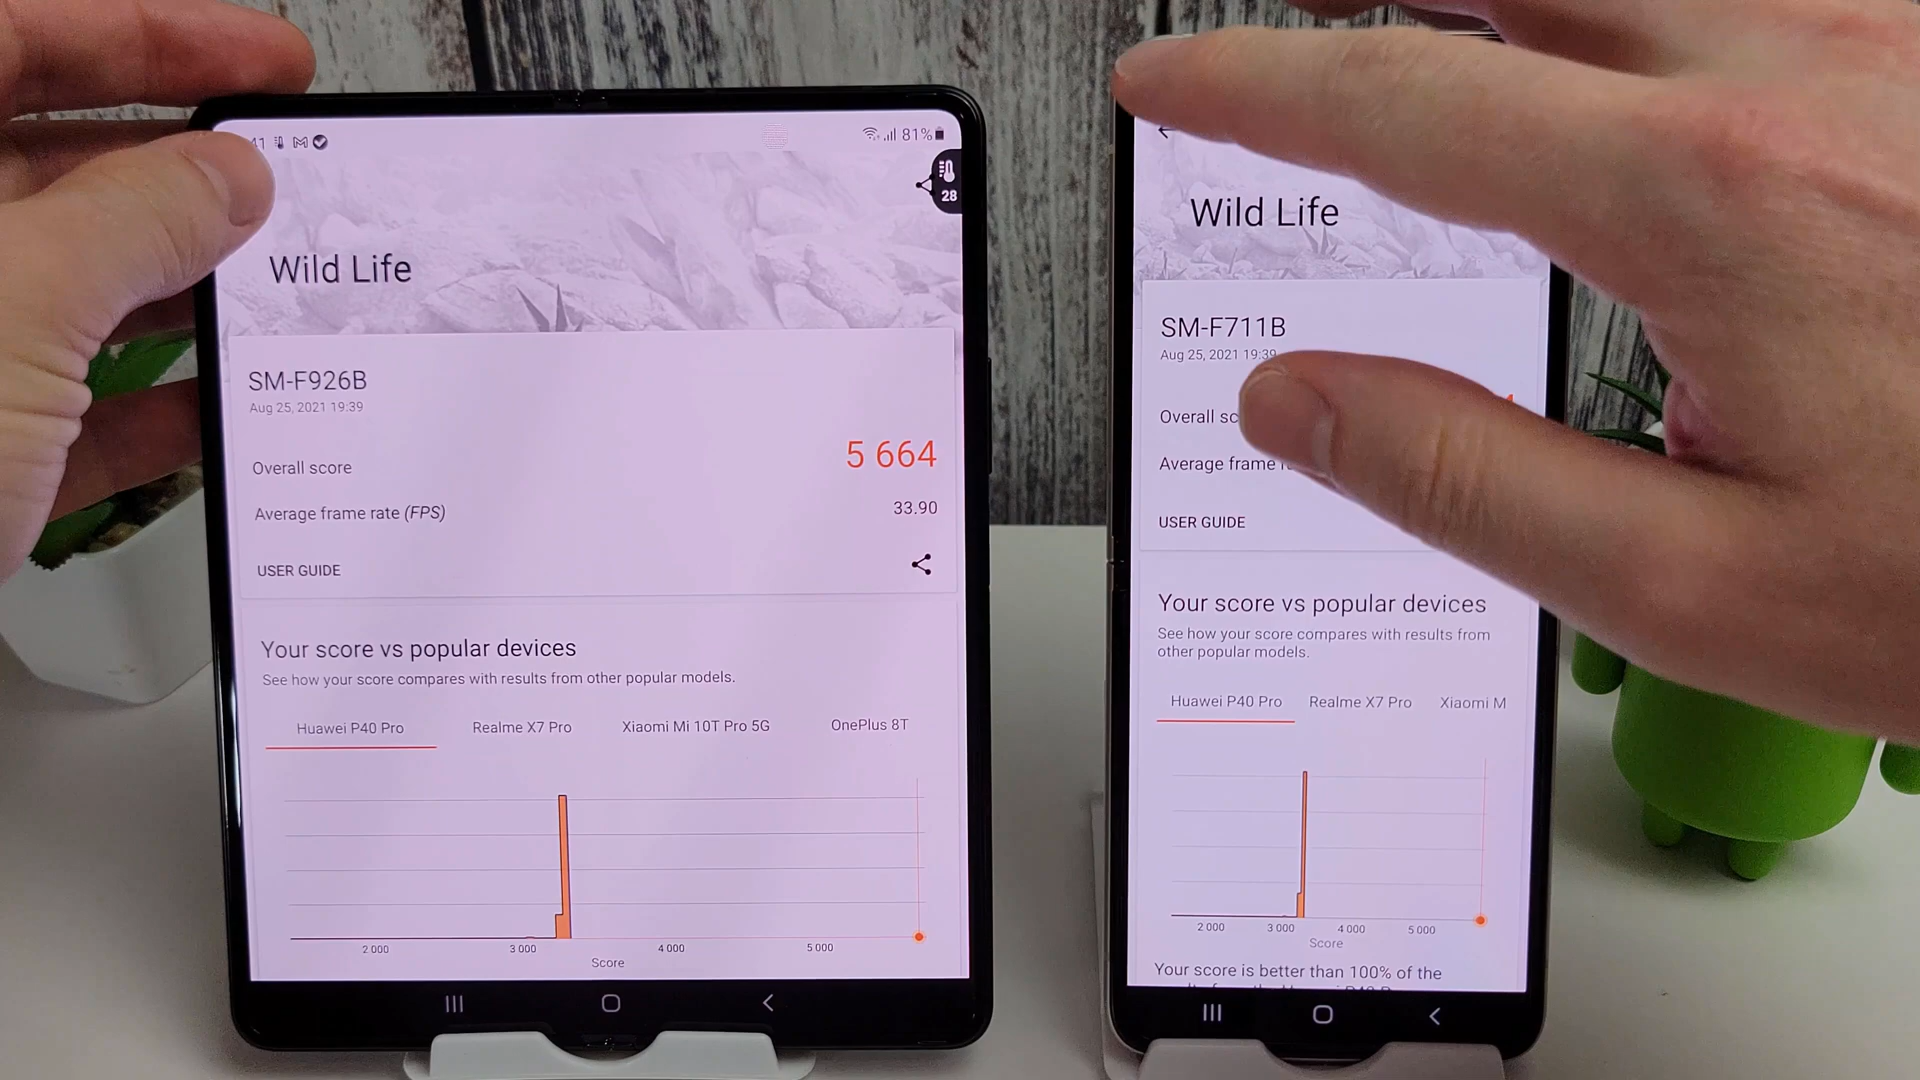 41 81%
28
Wild Life
SM-F926B
Aug 25, 2021 19:39
Overall score
5 664
Average frame rate (FPS)
33.90
USER GUIDE
Your score vs popular devices
See how your score compares with results from other popular models.
Huawei P40 Pro Realme X7 Pro Xiaomi Mi 10T Pro 5G OnePlus 8T
2 000 3 000 4 000 5 000
Score
Wild Life
SM-F711B
Aug 25, 2021 19:39
Overall sc
Average frame
USER GUIDE
Your score vs popular devices
See how your score compares with results from
other popular models.
Huawei P40 Pro Realme X7 Pro Xiaomi M
2 000 3 000 4 000 5 000
Score
Your score is better than 100% of the